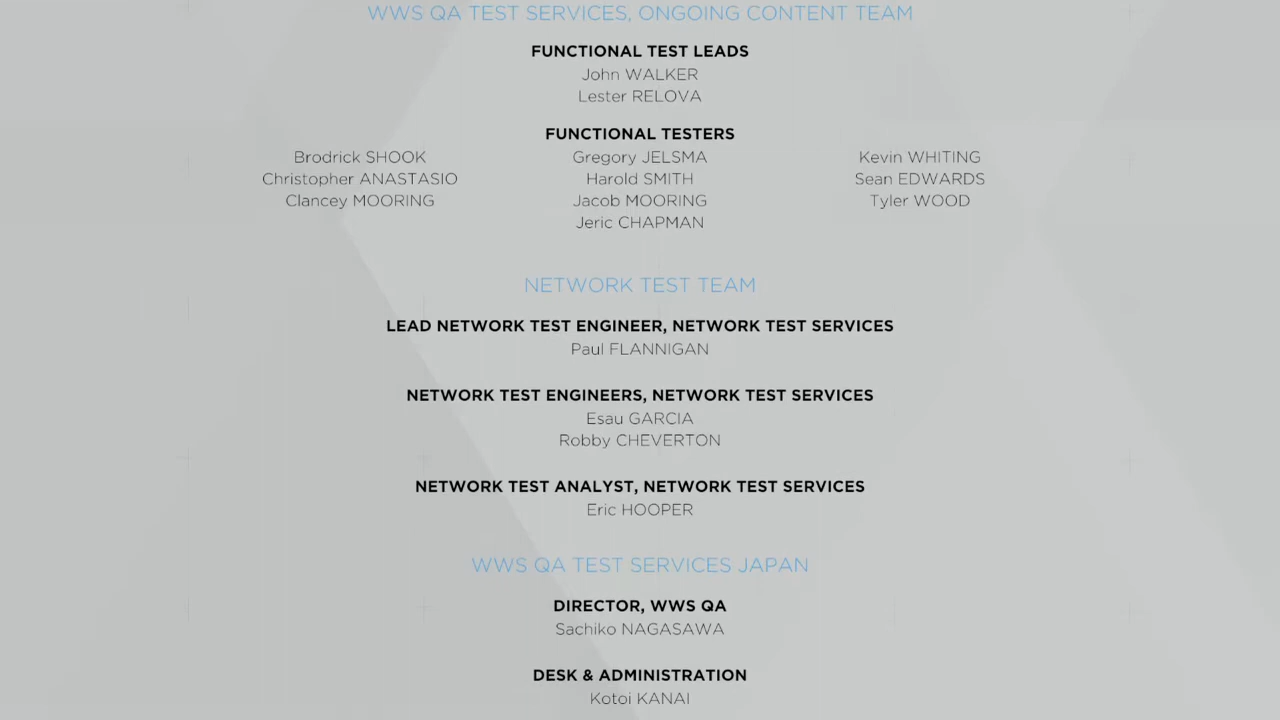 WWS QA TEST SERVICES, ONGOING CONTENT TEAM
FUNCTIONAL TEST LEADS
John WALKER
Lester RELOVA
FUNCTIONAL TESTERS
Brodrick SHOOK
Christopher ANASTASIO
Clancey MOORING
Gregory JELSMA
Harold SMITH
Jacob MOORING
Jeric CHAPMAN
Kevin WHITING
Sean EDWARDS
Tyler WOOD
NETWORK TEST TEAM
LEAD NETWORK TEST ENGINEER, NETWORK TEST SERVICES
Paul FLANNIGAN
NETWORK TEST ENGINEERS, NETWORK TEST SERVICES
Esau GARCIA
Robby CHEVERTON
NETWORK TEST ANALYST, NETWORK TEST SERVICES
Eric HOOPER
WWS QA TEST SERVICES JAPAN
DIRECTOR, WWS QA
Sachiko NAGASAWA
DESK & ADMINISTRATION
Kotoi KANAI